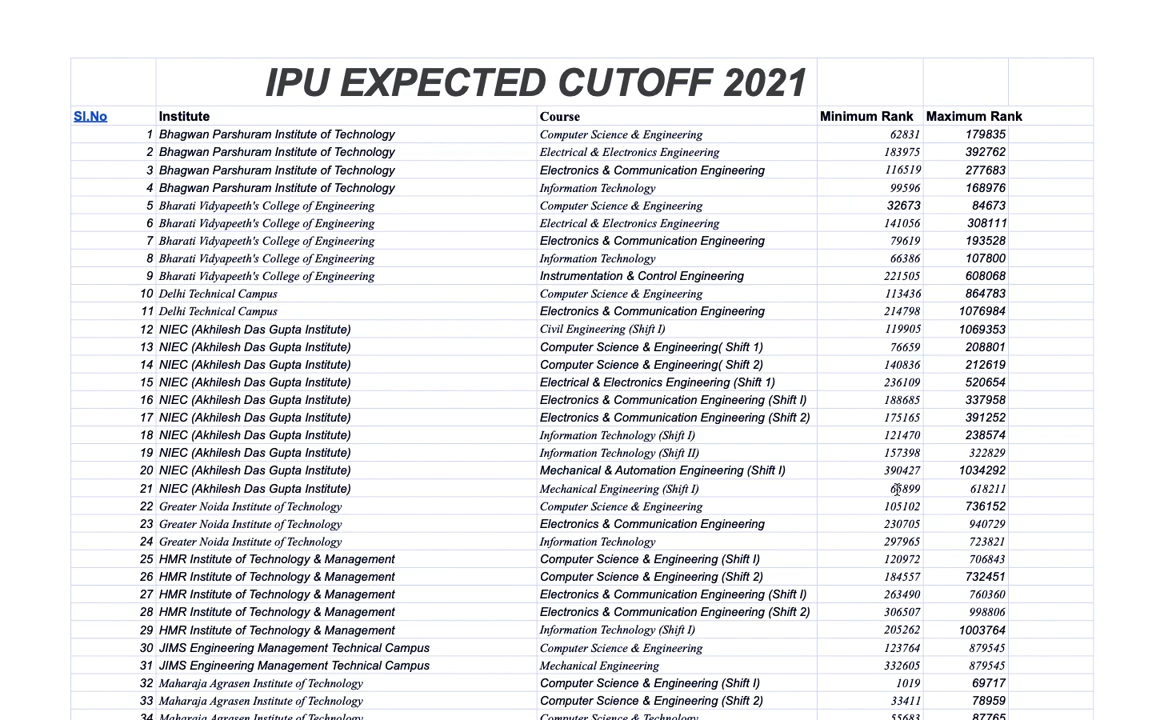 IPU EXPECTED CUTOFF 2021
Sl.No Institute Course Minimum Rank Maximum Rank
1 Bhagwan Parshuram Institute of Technology Computer Science & Engineering 62831 179835
2 Bhagwan Parshuram Institute of Technology Electrical & Electronics Engineering 183975 392762
3 Bhagwan Parshuram Institute of Technology Electronics & Communication Engineering 116519 277683
4 Bhagwan Parshuram Institute of Technology Information Technology 99596 168976
5 Bharati Vidyapeeth's College of Engineering Computer Science & Engineering 32673 84673
6 Bharati Vidyapeeth's College of Engineering Electrical & Electronics Engineering 141056 308111
7 Bharati Vidyapeeth's College of Engineering Electronics & Communication Engineering 79619 193528
8 Bharati Vidyapeeth's College of Engineering Information Technology 66386 107800
9 Bharati Vidyapeeth's College of Engineering Instrumentation & Control Engineering 221505 608068
10 Delhi Technical Campus Computer Science & Engineering 113436 864783
11 Delhi Technical Campus Electronics & Communication Engineering 214798 1076984
12 NIEC (Akhilesh Das Gupta Institute) Civil Engineering (Shift I) 119905 1069353
13 NIEC (Akhilesh Das Gupta Institute) Computer Science & Engineering( Shift 1) 76659 208801
14 NIEC (Akhilesh Das Gupta Institute) Computer Science & Engineering( Shift 2) 140836 212619
15 NIEC (Akhilesh Das Gupta Institute) Electrical & Electronics Engineering (Shift 1) 236109 520654
16 NIEC (Akhilesh Das Gupta Institute) Electronics & Communication Engineering (Shift I) 188685 337958
17 NIEC (Akhilesh Das Gupta Institute) Electronics & Communication Engineering (Shift 2) 175165 391252
18 NIEC (Akhilesh Das Gupta Institute) Information Technology (Shift I) 121470 238574
19 NIEC (Akhilesh Das Gupta Institute) Information Technology (Shift II) 157398 322829
20 NIEC (Akhilesh Das Gupta Institute) Mechanical & Automation Engineering (Shift I) 390427 1034292
21 NIEC (Akhilesh Das Gupta Institute) Mechanical Engineering (Shift I) 618211
22 Greater Noida Institute of Technology Computer Science & Engineering 105102 736152
23 Greater Noida Institute of Technology Electronics & Communication Engineering 230705 940729
24 Greater Noida Institute of Technology Information Technology 297965 723821
25 HMR Institute of Technology & Management Computer Science & Engineering (Shift I) 120972 706843
26 HMR Institute of Technology & Management Computer Science & Engineering (Shift 2) 184557 732451
27 HMR Institute of Technology & Management Electronics & Communication Engineering (Shift I) 263490 760360
28 HMR Institute of Technology & Management Electronics & Communication Engineering (Shift 2) 306507 998806
29 HMR Institute of Technology & Management Information Technology (Shift I) 205262 1003764
30 JIMS Engineering Management Technical Campus Computer Science & Engineering 123764 879545
31 JIMS Engineering Management Technical Campus Mechanical Engineering 332605 879545
32 Maharaja Agrasen Institute of Technology Computer Science & Engineering (Shift I) 1019 69717
33 Maharaja Agrasen Institute of Technology Computer Science & Engineering (Shift 2) 33411 78959
34 Maharaja Agrasen Institute of Technology Computer Science & Technology 55683 87765